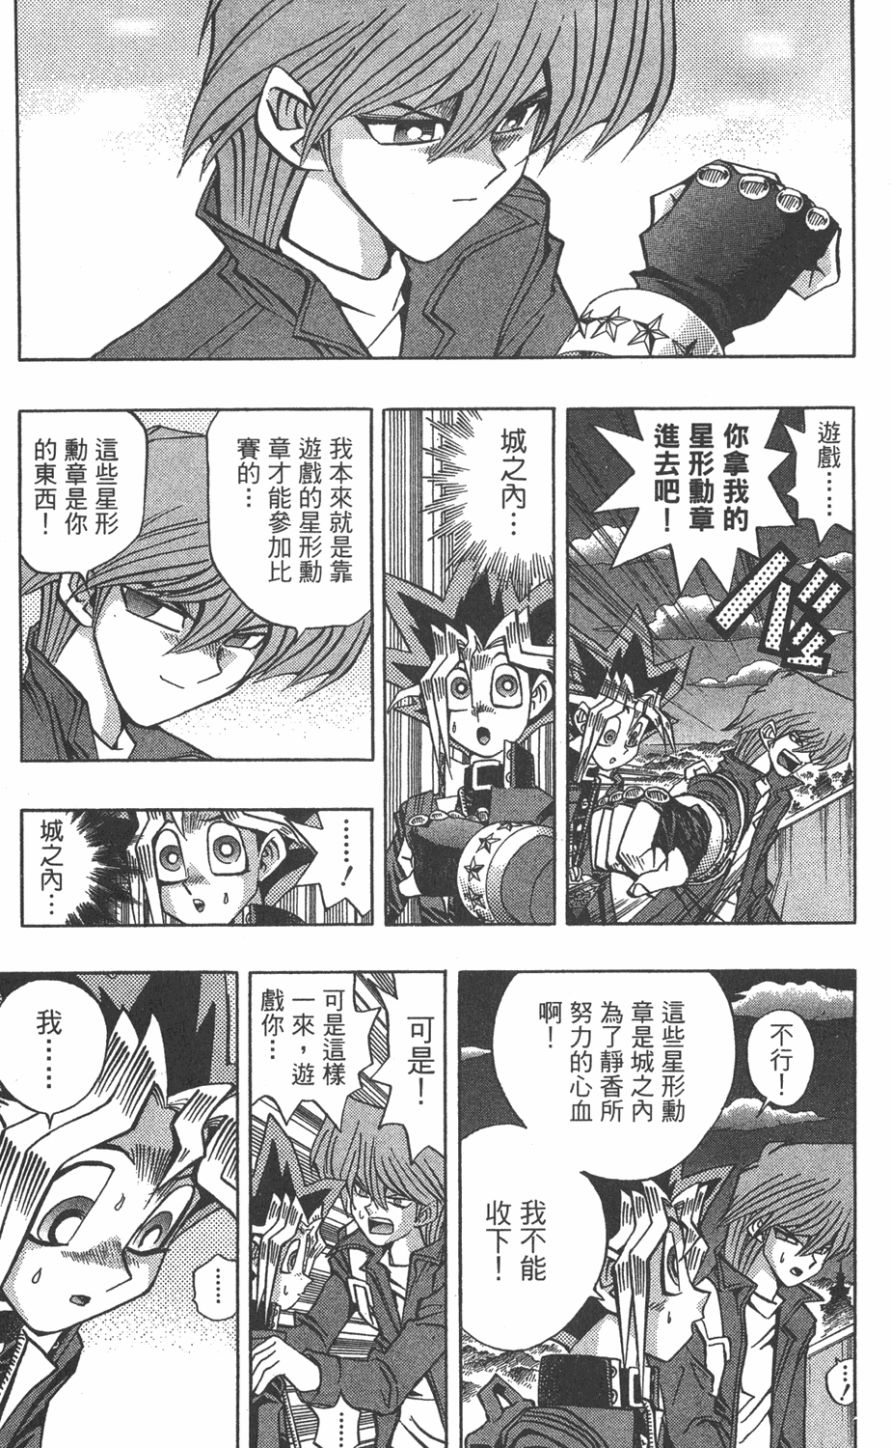 遊戲……
你拿我的
星形勳章
進去吧！
バッ
城之內…
我本來就是靠
遊戲的星形勳
章才能參加比
賽的…
這些星形
勳章是你
的東西！
……！
城之內…
不行！
這些星形勳
章是城之內
為了靜香所
努力的心血
啊！
我不能
收下！
…！
可是！
可是這樣
一來，遊
戲你…
……
……
我……